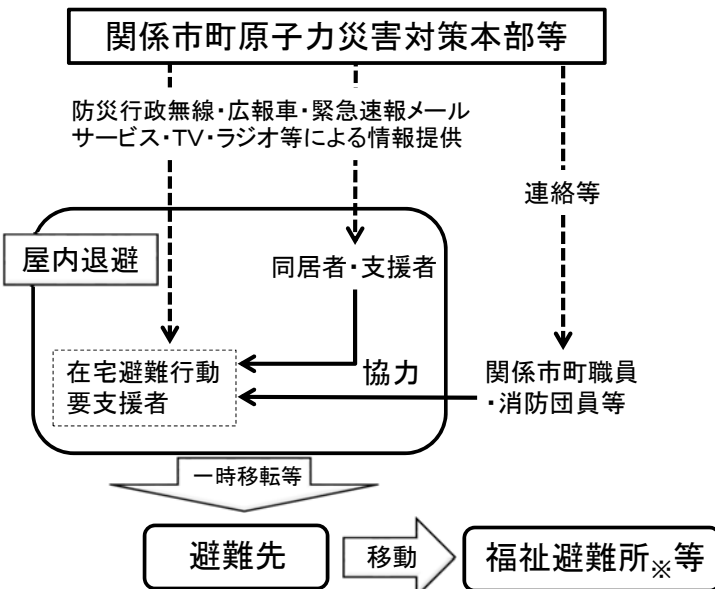 関係市町原子力災害対策本部等
防災行政無線・広報車・緊急速報メール
サービス・TV・ラジオ等による情報提供
連絡等
屋内退避
同居者・支援者
在宅避難行動
要支援者
協力
関係市町職員
・消防団員等
一時移転等
避難先
移動
福祉避難所※等